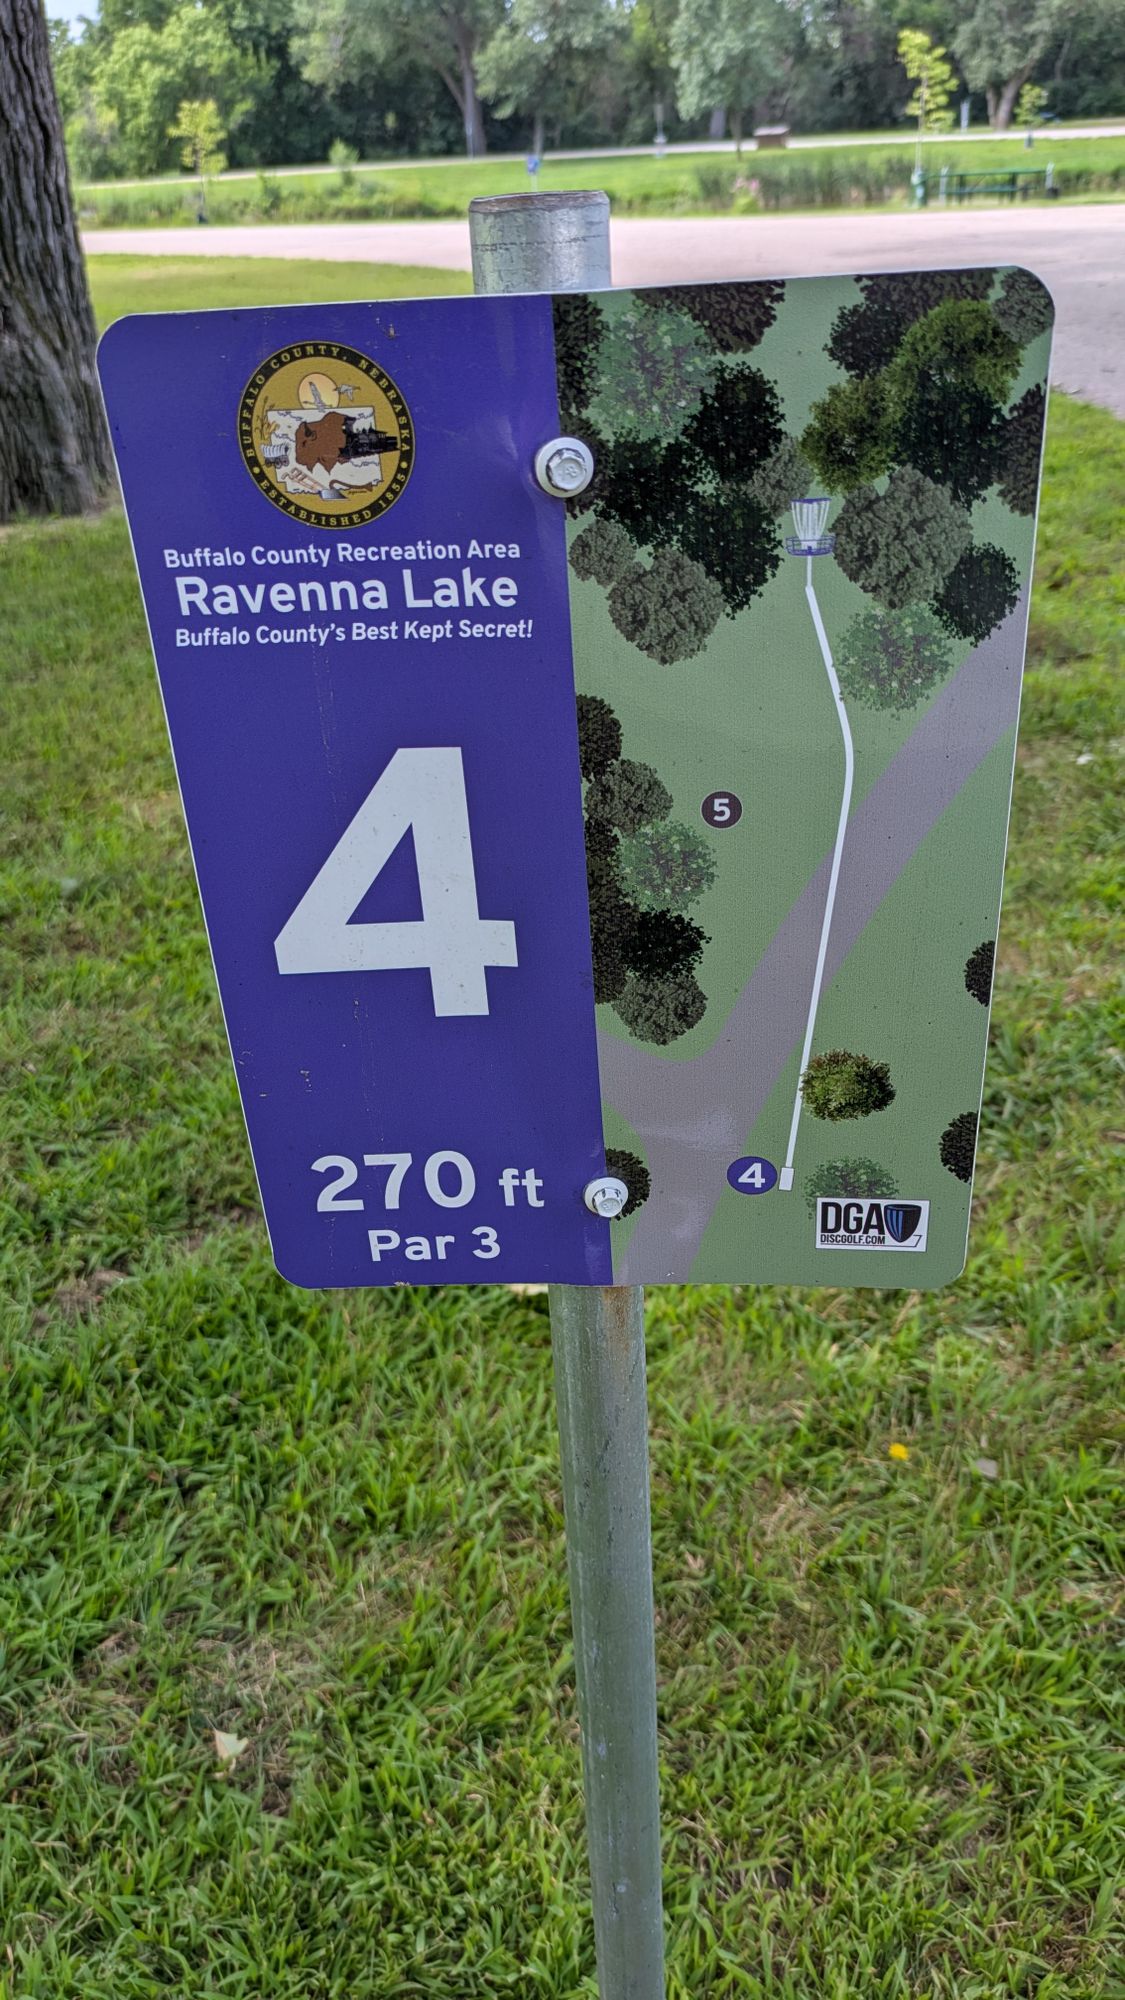 BUFFALO COUNTY, NEBRASKA
ESTABLISHED 1855
Buffalo County Recreation Area
Ravenna Lake
Buffalo County's Best Kept Secret!
4
270 ft
Par 3
5
4
DGA
DISCGOLF.COM